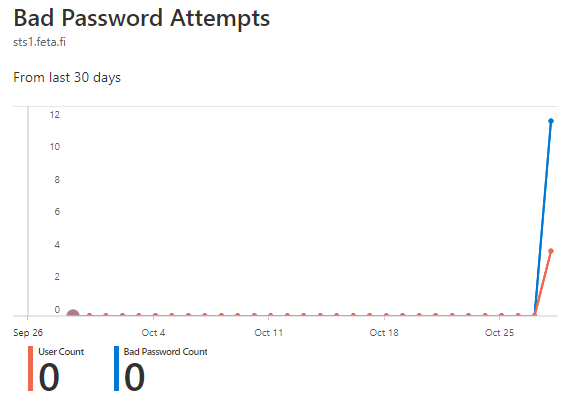 Bad Password Attempts
sts1.feta.fi
From last 30 days
12
10
8
6
4
2
0
Sep 26 Oct 4 Oct 11 Oct 18 Oct 25
User Count Bad Password Count
0 0